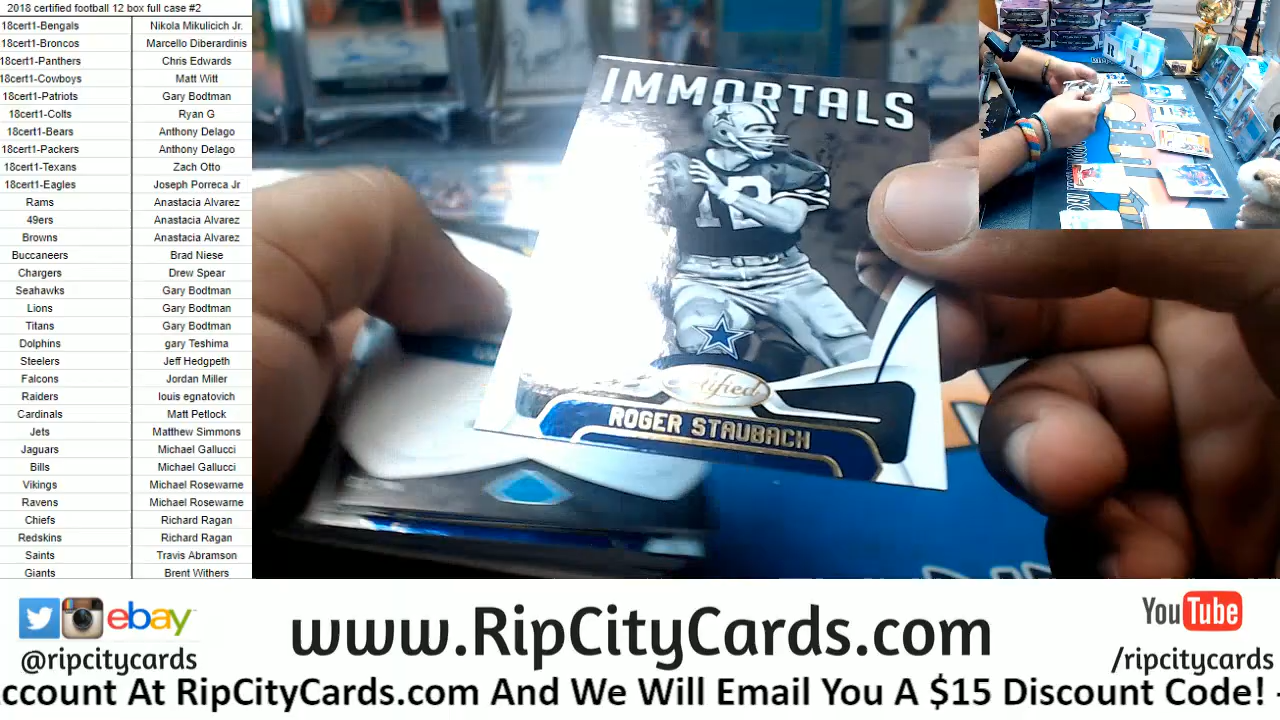 2018 certified football 12 box full case #2
18cert1-Bengals Nikola Mikulicich Jr.
18cert1-Broncos Marcello Diberardinis
18cert1-Panthers Chris Edwards
18cert1-Cowboys Matt Witt
18cert1-Patriots Gary Bodtman
18cert1-Colts Ryan G
18cert1-Bears Anthony Delago
18cert1-Packers Anthony Delago
18cert1-Texans Zach Otto
18cert1-Eagles Joseph Porreca Jr
Rams Anastacia Alvarez
49ers Anastacia Alvarez
Browns Anastacia Alvarez
Buccaneers Brad Niese
Chargers Drew Spear
Seahawks Gary Bodtman
Lions Gary Bodtman
Titans Gary Bodtman
Dolphins gary Teshima
Steelers Jeff Hedgpeth
Falcons Jordan Miller
Raiders louis egnatovich
Cardinals Matt Petlock
Jets Matthew Simmons
Jaguars Michael Gallucci
Bills Michael Gallucci
Vikings Michael Rosewarne
Ravens Michael Rosewarne
Chiefs Richard Ragan
Redskins Richard Ragan
Saints Travis Abramson
Giants Brent Withers
IMMORTALS
12
certified
ROGER STAUBACH
R L
ebay
@ripcitycards
www.RipCityCards.com
YouTube
/ripcitycards
ccount At RipCityCards.com And We Will Email You A $15 Discount Code! -